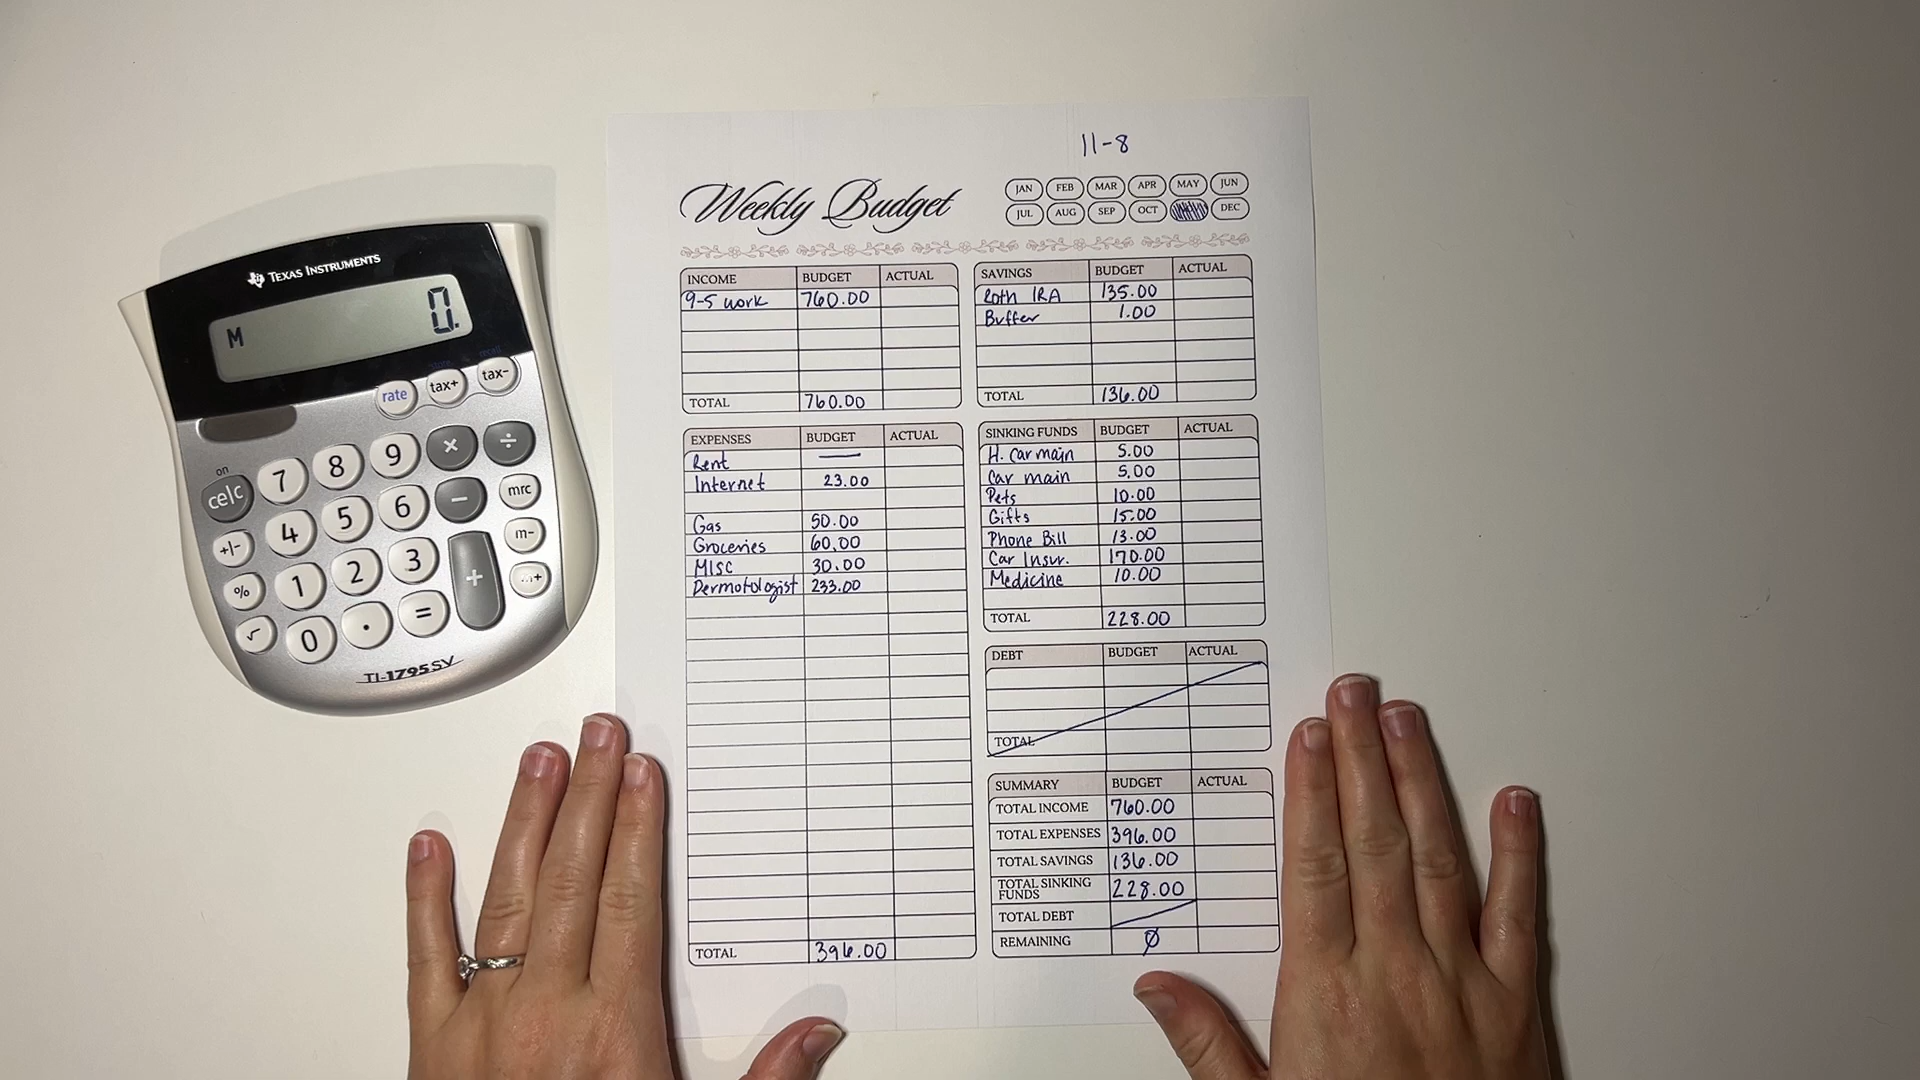 11-8
Weekly Budget
JAN FEB MAR APR MAY JUN
JUL AUG SEP OCT DEC
INCOME BUDGET ACTUAL
9-5 work 760.00
TOTAL 760.00
EXPENSES BUDGET ACTUAL
Rent —
Internet 23.00
Gas 50.00
Groceries 60.00
MISC 30.00
Dermotologist 233.00
TOTAL 396.00
SAVINGS BUDGET ACTUAL
Roth IRA 135.00
Buffer 1.00
TOTAL 136.00
SINKING FUNDS BUDGET ACTUAL
H. Car main 5.00
Car main 5.00
Pets 10.00
Gifts 15.00
Phone Bill 13.00
Car Insur. 170.00
Medicine 10.00
TOTAL 228.00
DEBT BUDGET ACTUAL
TOTAL
SUMMARY BUDGET ACTUAL
TOTAL INCOME 760.00
TOTAL EXPENSES 396.00
TOTAL SAVINGS 136.00
TOTAL SINKING FUNDS 228.00
TOTAL DEBT
REMAINING Ø
TEXAS INSTRUMENTS
M 0.
rate tax+ tax-
on
ce/c 7 8 9 × ÷
+/- 4 5 6 − mrc
% 1 2 3 + m-
√ 0 . = m+
TI-1795 SV